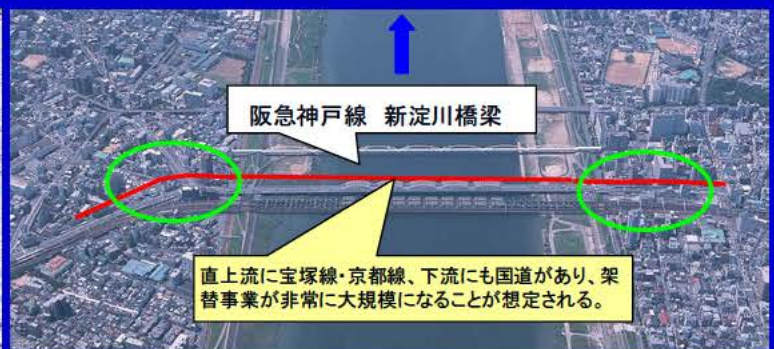 阪急神戸線 新淀川橋梁
直上流に宝塚線・京都線、下流にも国道があり、架
替事業が非常に大規模になることが想定される。